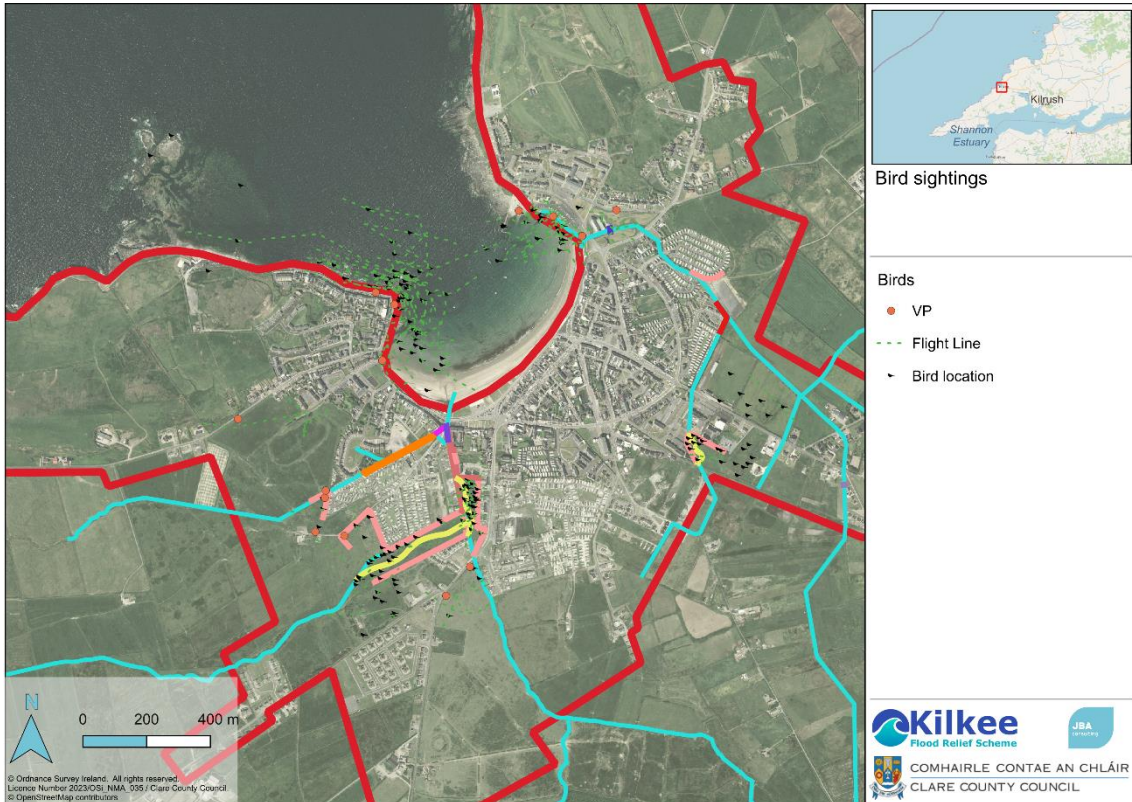 Kilrush
Shannon
Estuary
Bird sightings
Birds
VP
Flight Line
Bird location
N
0 200 400 m
© Ordnance Survey Ireland. All rights reserved.
Licence Number 2023/OSi_NMA_035 / Clare County Council.
© OpenStreetMap contributors
Kilkee
Flood Relief Scheme
JBA
consulting
COMHAIRLE CONTAE AN CHLÁIR
CLARE COUNTY COUNCIL